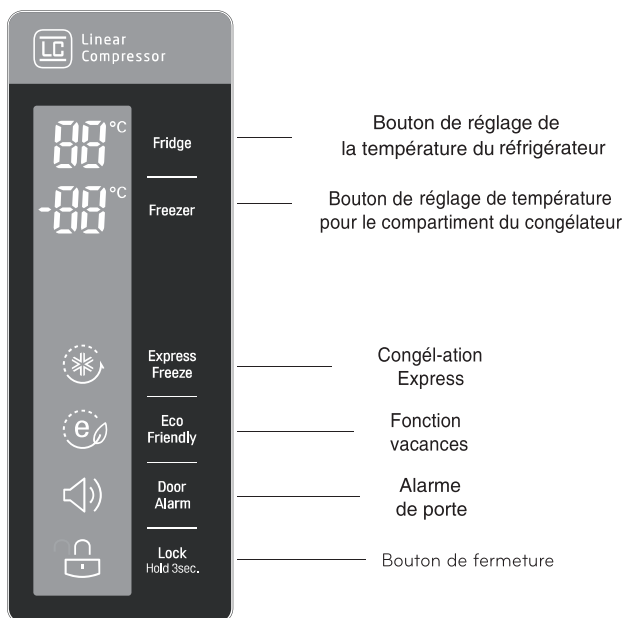 LC
Linear
Compressor
88 °C
Fridge
Bouton de réglage de
la température du réfrigérateur
-88 °C
Freezer
Bouton de réglage de température
pour le compartiment du congélateur
Express
Freeze
Congél-ation
Express
e
Eco
Friendly
Fonction
vacances
Door
Alarm
Alarme
de porte
Lock
Hold 3sec.
Bouton de fermeture